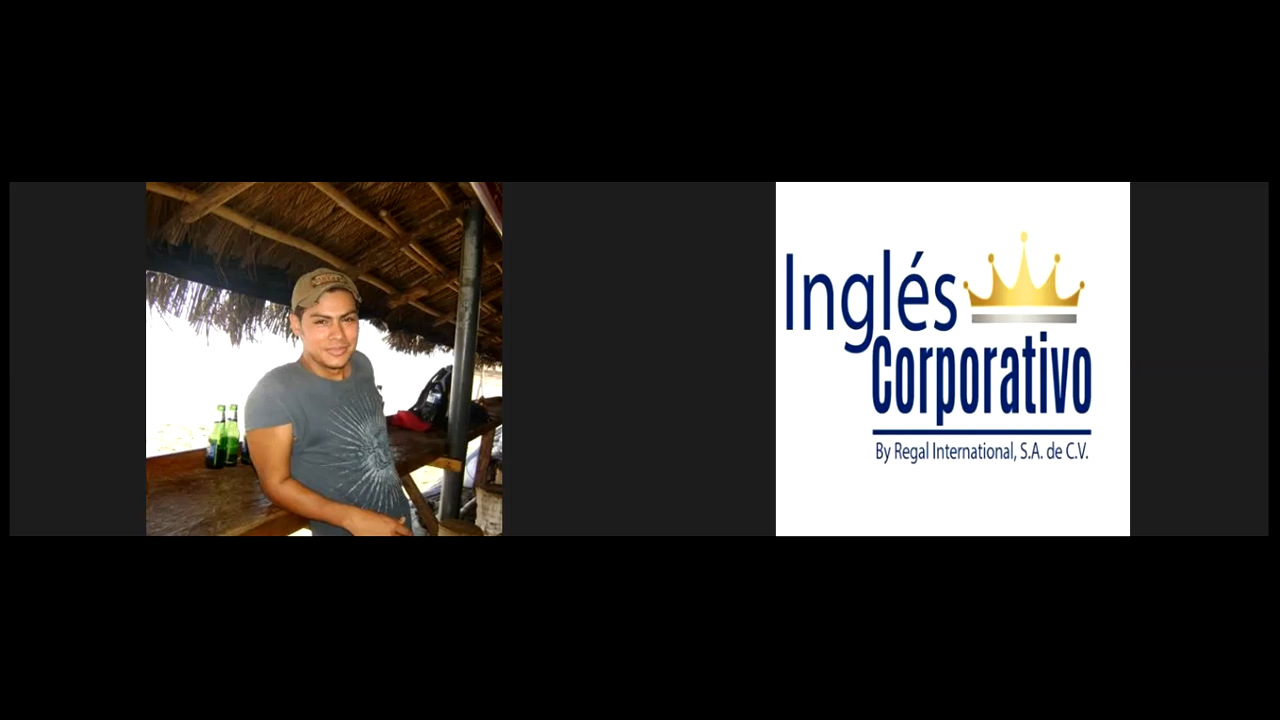 Inglés
Corporativo
By Regal International, S.A. de C.V.